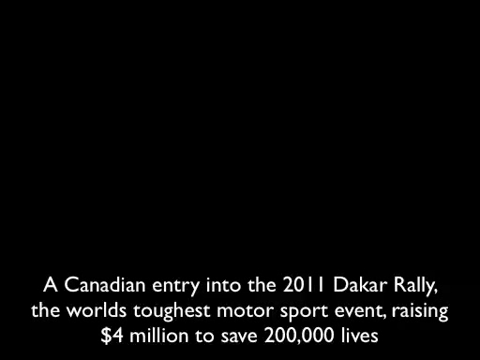 A Canadian entry into the 2011 Dakar Rally,
the worlds toughest motor sport event, raising
$4 million to save 200,000 lives